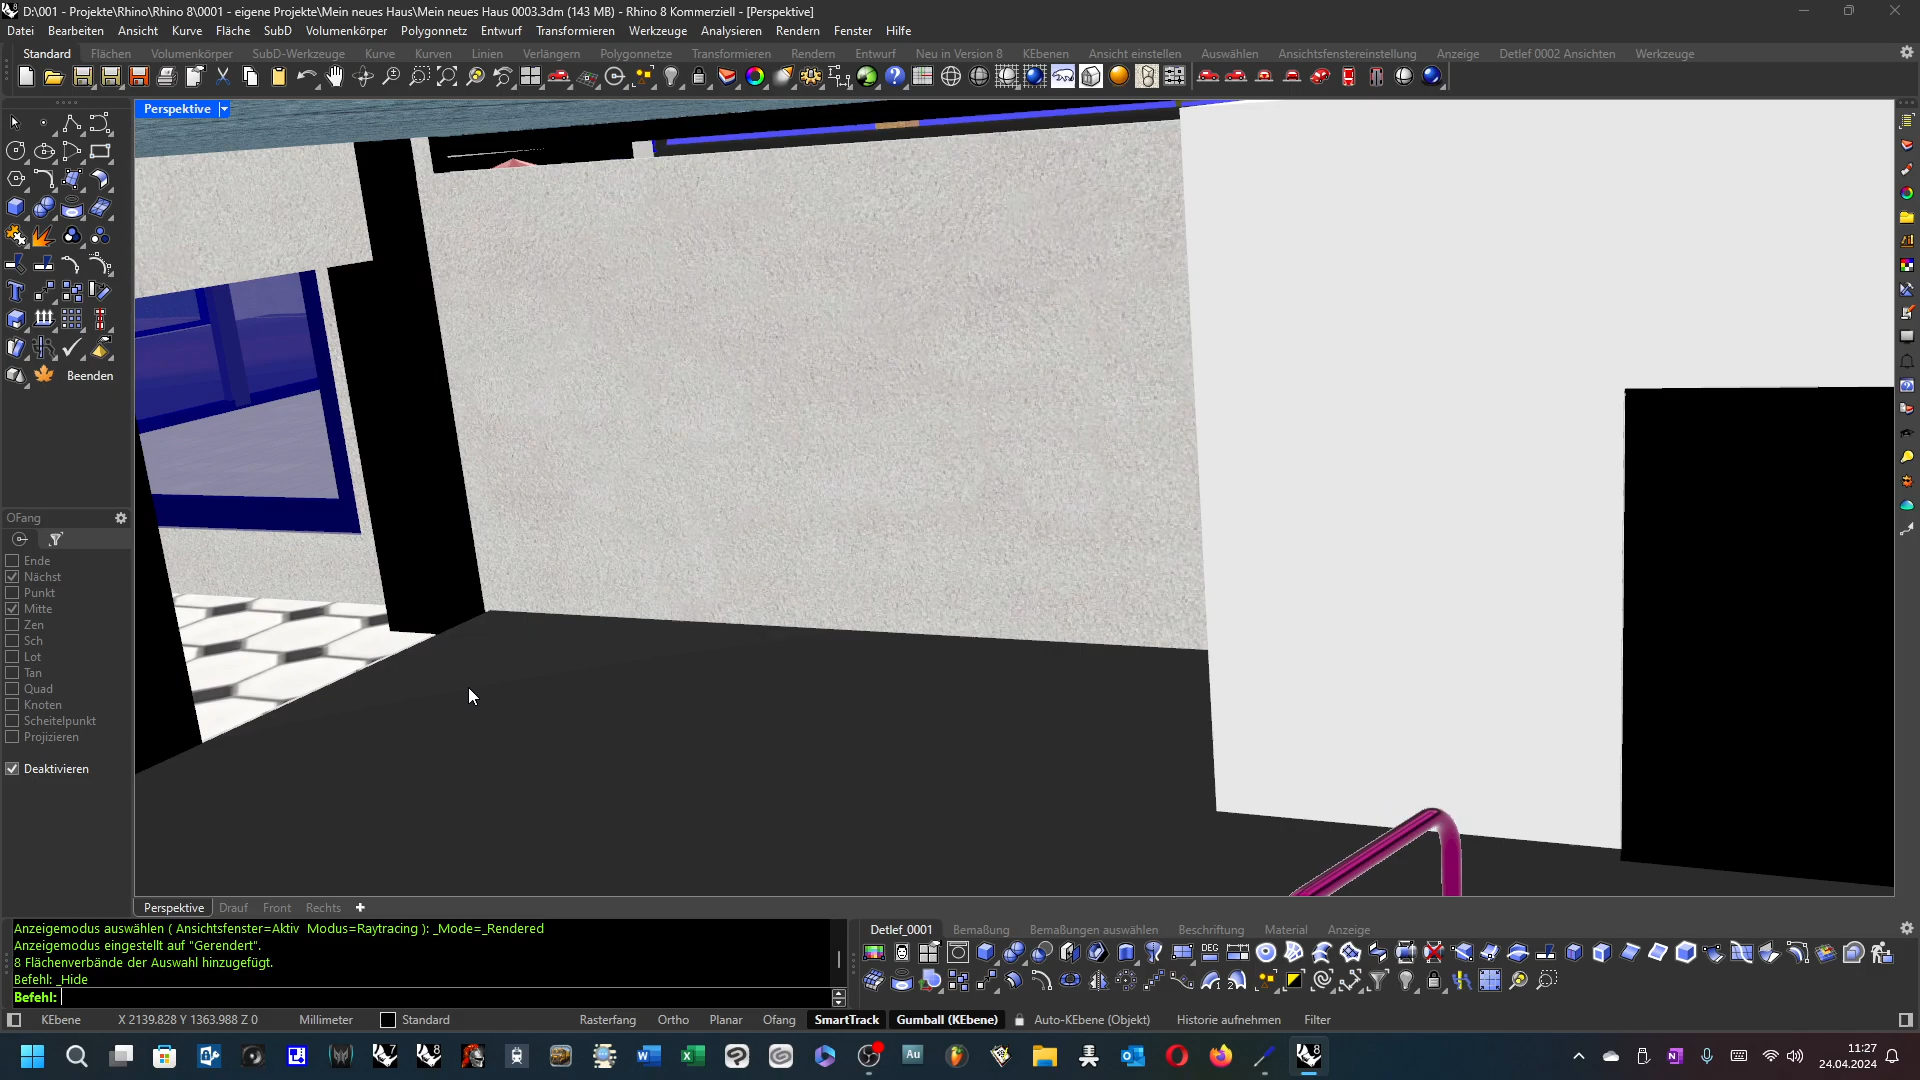 D:\001 - Projekte\Rhino\Rhino 8\0001 - eigene Projekte\Mein neues Haus\Mein neues Haus 0003.3dm (143 MB) - Rhino 8 Kommerziell - [Perspektive]
Datei Bearbeiten Ansicht Kurve Fläche SubD Volumenkörper Polygonnetz Entwurf Transformieren Werkzeuge Analysieren Rendern Fenster Hilfe
Standard Flächen Volumenkörper SubD-Werkzeuge Kurve Kurven Linien Verlängern Polygonnetze Transformieren Rendern Entwurf Neu in Version 8 KEbenen Ansicht einstellen Auswählen Ansichtsfenstereinstellung Anzeige Detlef 0002 Ansichten Werkzeuge
Perspektive
Beenden
OFang
Ende
Nächst
Punkt
Mitte
Zen
Sch
Lot
Tan
Quad
Knoten
Scheitelpunkt
Projizieren
Deaktivieren
Perspektive Drauf Front Rechts
Anzeigemodus auswählen ( Ansichtsfenster=Aktiv Modus=Raytracing ): _Mode=_Rendered
Anzeigemodus eingestellt auf "Gerendert".
8 Flächenverbände der Auswahl hinzugefügt.
Befehl: _Hide
Befehl:
Detlef_0001 Bemaßung Bemaßungen auswählen Beschriftung Material Anzeige
DEG
KEbene X 2139.828 Y 1363.988 Z 0 Millimeter Standard Rasterfang Ortho Planar Ofang SmartTrack Gumball (KEbene) Auto-KEbene (Objekt) Historie aufnehmen Filter
Au
11:27
24.04.2024